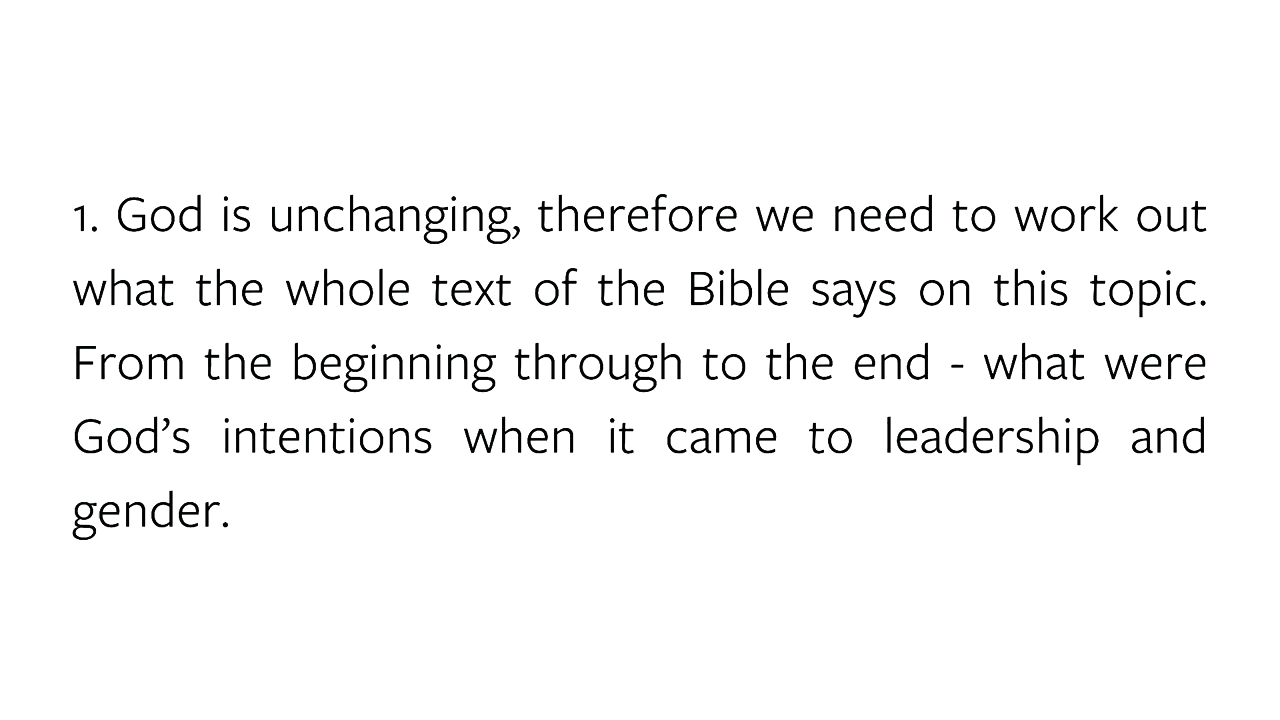 1. God is unchanging, therefore we need to work out
what the whole text of the Bible says on this topic.
From the beginning through to the end - what were
God’s intentions when it came to leadership and
gender.